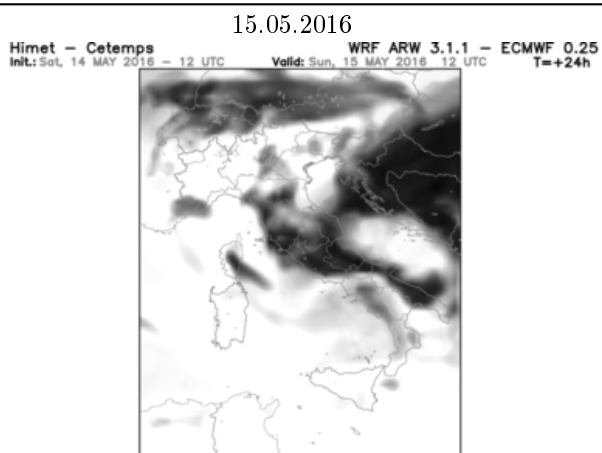 15.05.2016
Himet – Cetemps WRF ARW 3.1.1 – ECMWF 0.25
Init.: Sat, 14 MAY 2016 – 12 UTC Valid: Sun, 15 MAY 2016 12 UTC T=+24h